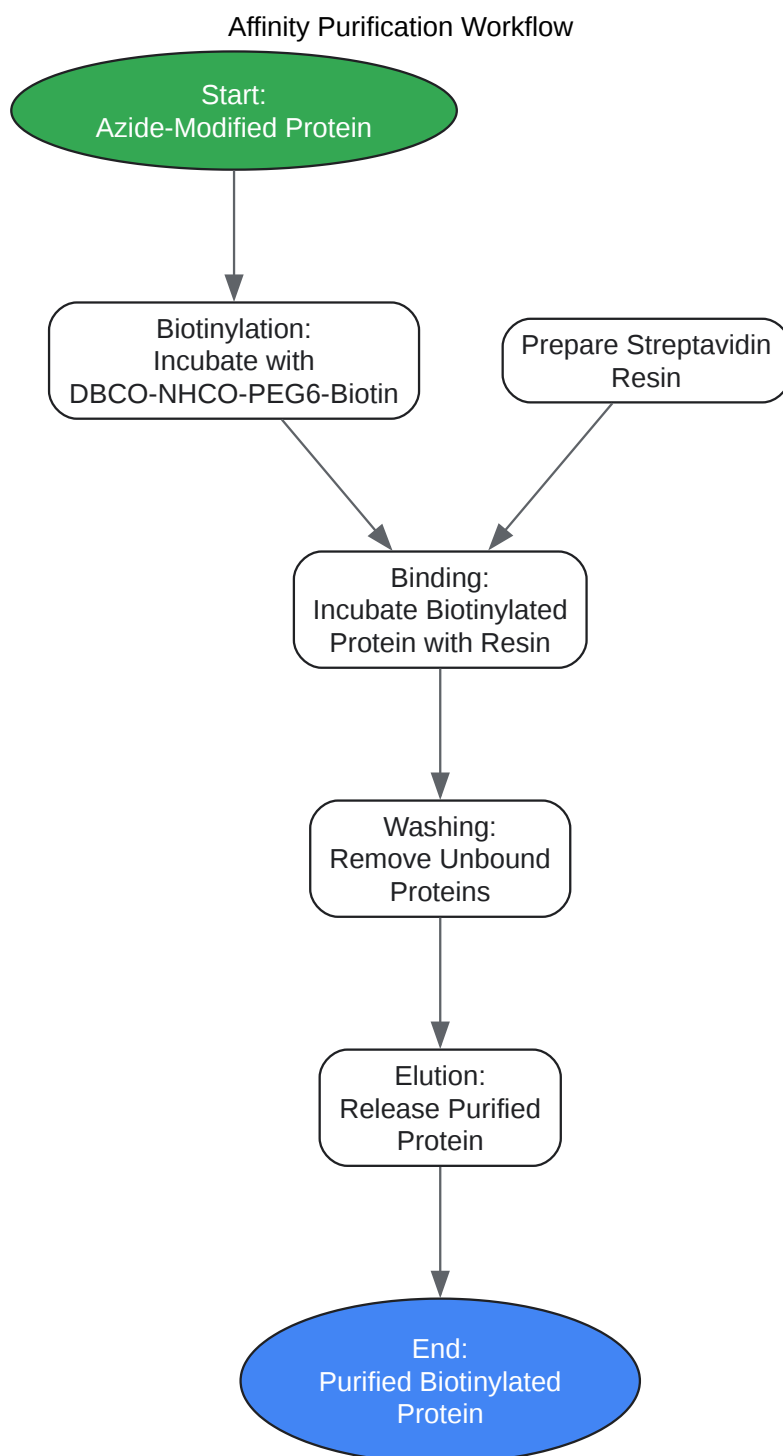 Affinity Purification Workflow
Start:
Azide-Modified Protein
Biotinylation:
Incubate with
DBCO-NHCO-PEG6-Biotin
Prepare Streptavidin
Resin
Binding:
Incubate Biotinylated
Protein with Resin
Washing:
Remove Unbound
Proteins
Elution:
Release Purified
Protein
End:
Purified Biotinylated
Protein